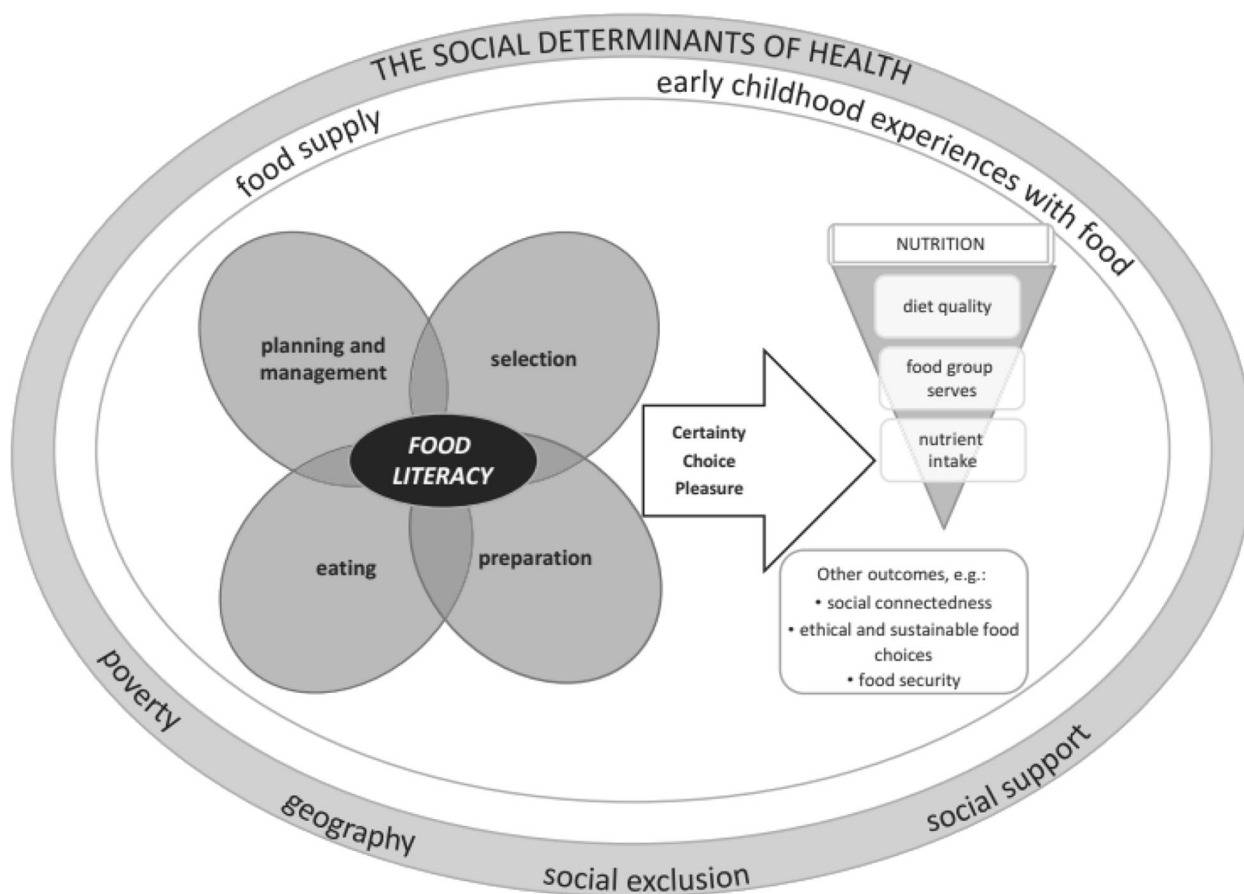 THE SOCIAL DETERMINANTS OF HEALTH
food supply
early childhood experiences with food
planning and
management
selection
FOOD
LITERACY
eating
preparation
Certainty
Choice
Pleasure
NUTRITION
diet quality
food group
serves
nutrient
intake
Other outcomes, e.g.:
• social connectedness
• ethical and sustainable food
choices
• food security
poverty
geography
social exclusion
social support